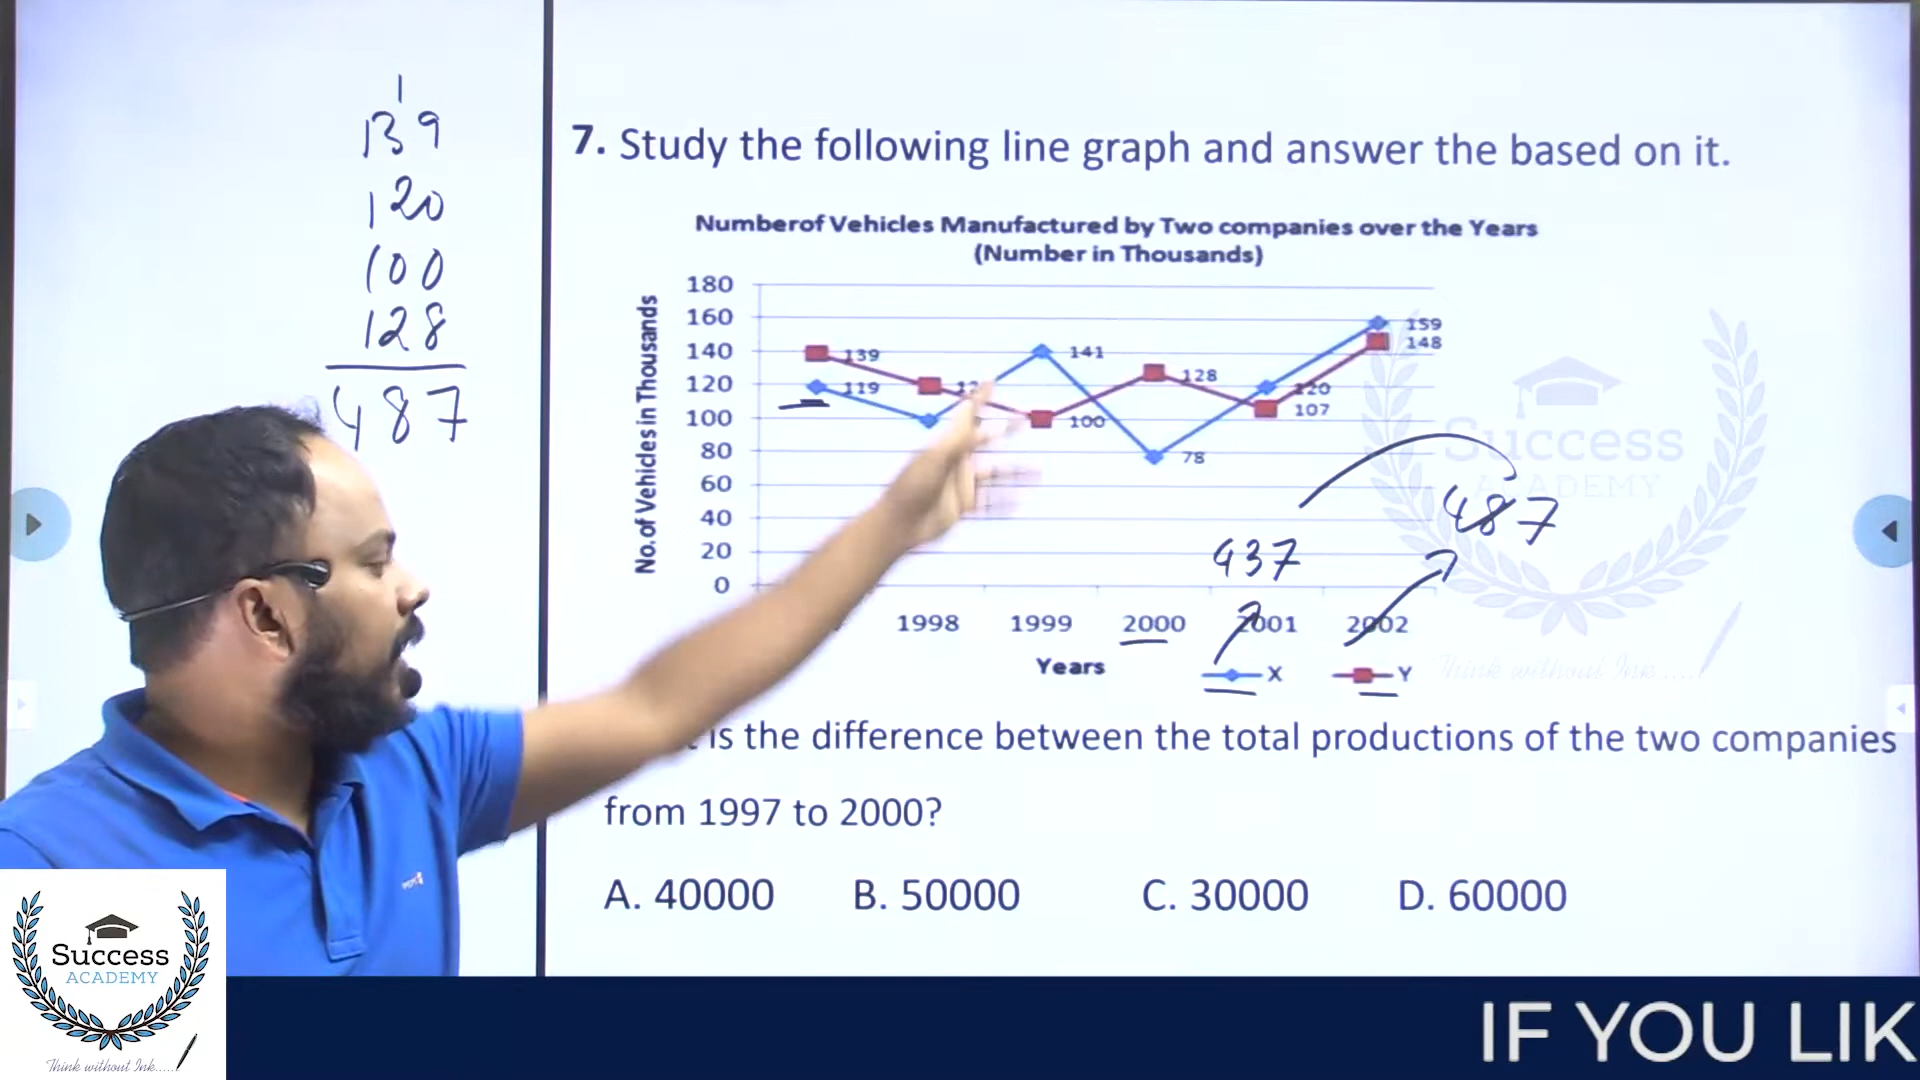 1
139
120
100
128
487
7. Study the following line graph and answer the based on it.
Numberof Vehicles Manufactured by Two companies over the Years
(Number in Thousands)
No. of Vehicles in Thousands
180
160
140
120
100
80
60
40
20
0
139
119
141
100
128
78
120
107
159
148
437
487
1998 1999 2000 2001 2002
Years
X Y
is the difference between the total productions of the two companies
from 1997 to 2000?
A. 40000 B. 50000 C. 30000 D. 60000
Success
ACADEMY
Think without Ink.....
Success
ACADEMY
Think without Ink.....
IF YOU LIK